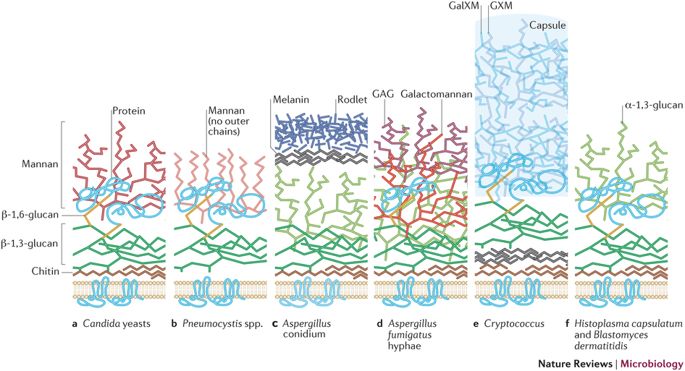 GalXM GXM
Capsule
Protein
Mannan
(no outer
chains)
Melanin Rodlet
GAG Galactomannan
α-1,3-glucan
Mannan
β-1,6-glucan
β-1,3-glucan
Chitin
a Candida yeasts
b Pneumocystis spp.
c Aspergillus
conidium
d Aspergillus
fumigatus
hyphae
e Cryptococcus
f Histoplasma capsulatum
and Blastomyces
dermatitidis
Nature Reviews | Microbiology